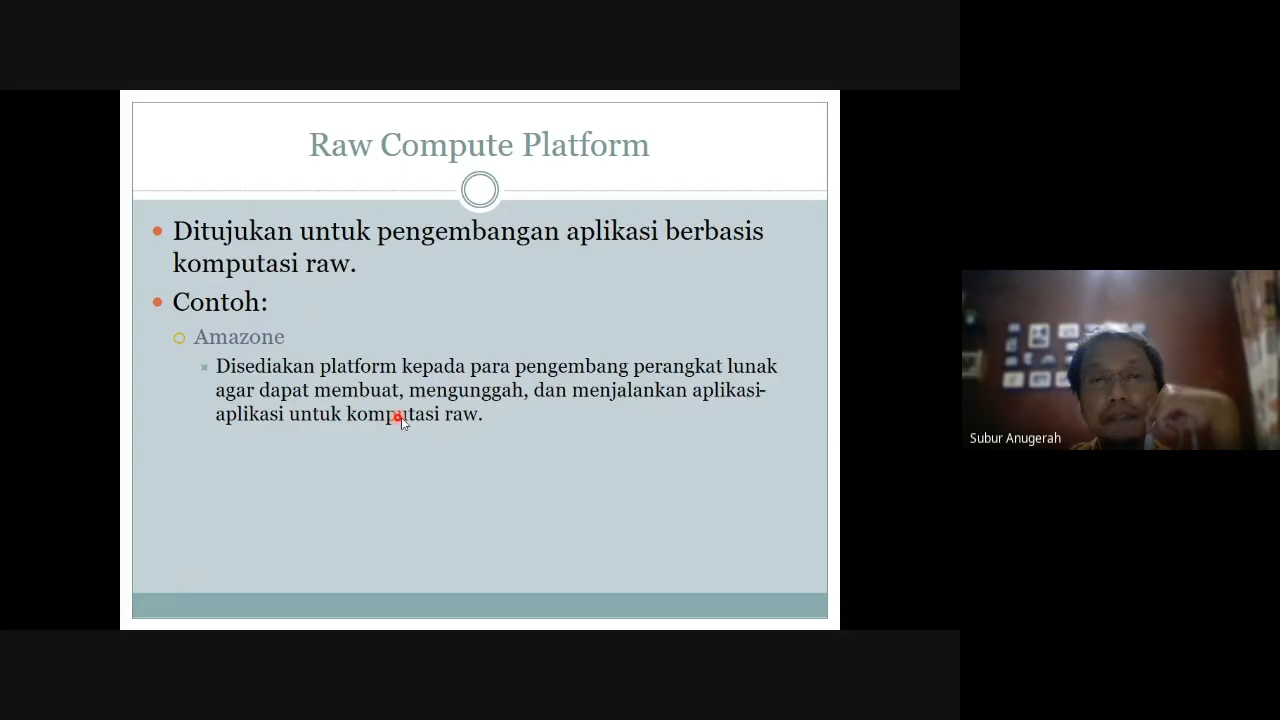 Raw Compute Platform
Ditujukan untuk pengembangan aplikasi berbasis
komputasi raw.
Contoh:
Amazone
Disediakan platform kepada para pengembang perangkat lunak
agar dapat membuat, mengunggah, dan menjalankan aplikasi-
aplikasi untuk komputasi raw.
Subur Anugerah